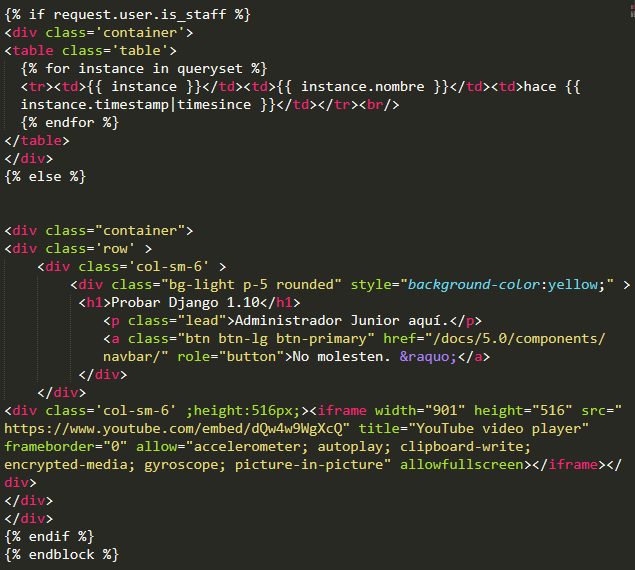 {% if request.user.is_staff %}
<div class='container'>
<table class='table'>
{% for instance in queryset %}
<tr><td>{{ instance }}</td><td>{{ instance.nombre }}</td><td>hace {{
instance.timestamp|timesince }}</td></tr><br/>
{% endfor %}
</table>
</div>
{% else %}
<div class="container">
<div class='row' >
<div class='col-sm-6' >
<div class="bg-light p-5 rounded" style="background-color:yellow;" >
<h1>Probar Django 1.10</h1>
<p class="lead">Administrador Junior aquí.</p>
<a class="btn btn-lg btn-primary" href="/docs/5.0/components/
navbar/" role="button">No molesten. &raquo;</a>
</div>
</div>
<div class='col-sm-6' ;height:516px;><iframe width="901" height="516" src="
https://www.youtube.com/embed/dQw4w9WgXcQ" title="YouTube video player"
frameborder="0" allow="accelerometer; autoplay; clipboard-write;
encrypted-media; gyroscope; picture-in-picture" allowfullscreen></iframe></
div>
</div>
</div>
{% endif %}
{% endblock %}